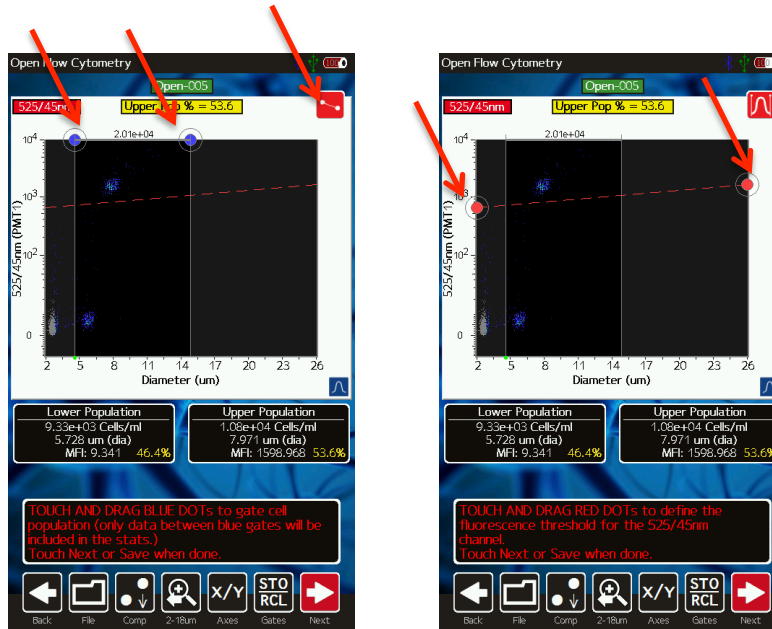 Open Flow Cytometry
Open-005
525/45nm
Upper Pop % = 53.6
2.01e+04
10^4
10^3
10^2
0
525/45nm (PMT1)
2 5 8 11 14 17 20 23 26
Diameter (um)
Lower Population
9.33e+03 Cells/ml
5.728 um (dia)
MFI: 9.341 46.4%
Upper Population
1.08e+04 Cells/ml
7.971 um (dia)
MFI: 1598.968 53.6%
TOUCH AND DRAG BLUE DOTs to gate cell
population (only data between blue gates will be
included in the stats.)
Touch Next or Save when done.
X/Y
STO
RCL
Back File Comp 2-18um Axes Gates Next
Open Flow Cytometry
Open-005
525/45nm
Upper Pop % = 53.6
2.01e+04
10^4
10^3
10^2
0
525/45nm (PMT1)
2 5 8 11 14 17 20 23 26
Diameter (um)
Lower Population
9.33e+03 Cells/ml
5.728 um (dia)
MFI: 9.341 46.4%
Upper Population
1.08e+04 Cells/ml
7.971 um (dia)
MFI: 1598.968 53.6%
TOUCH AND DRAG RED DOTs to define the
fluorescence threshold for the 525/45nm
channel.
Touch Next or Save when done.
X/Y
STO
RCL
Back File Comp 2-18um Axes Gates Next